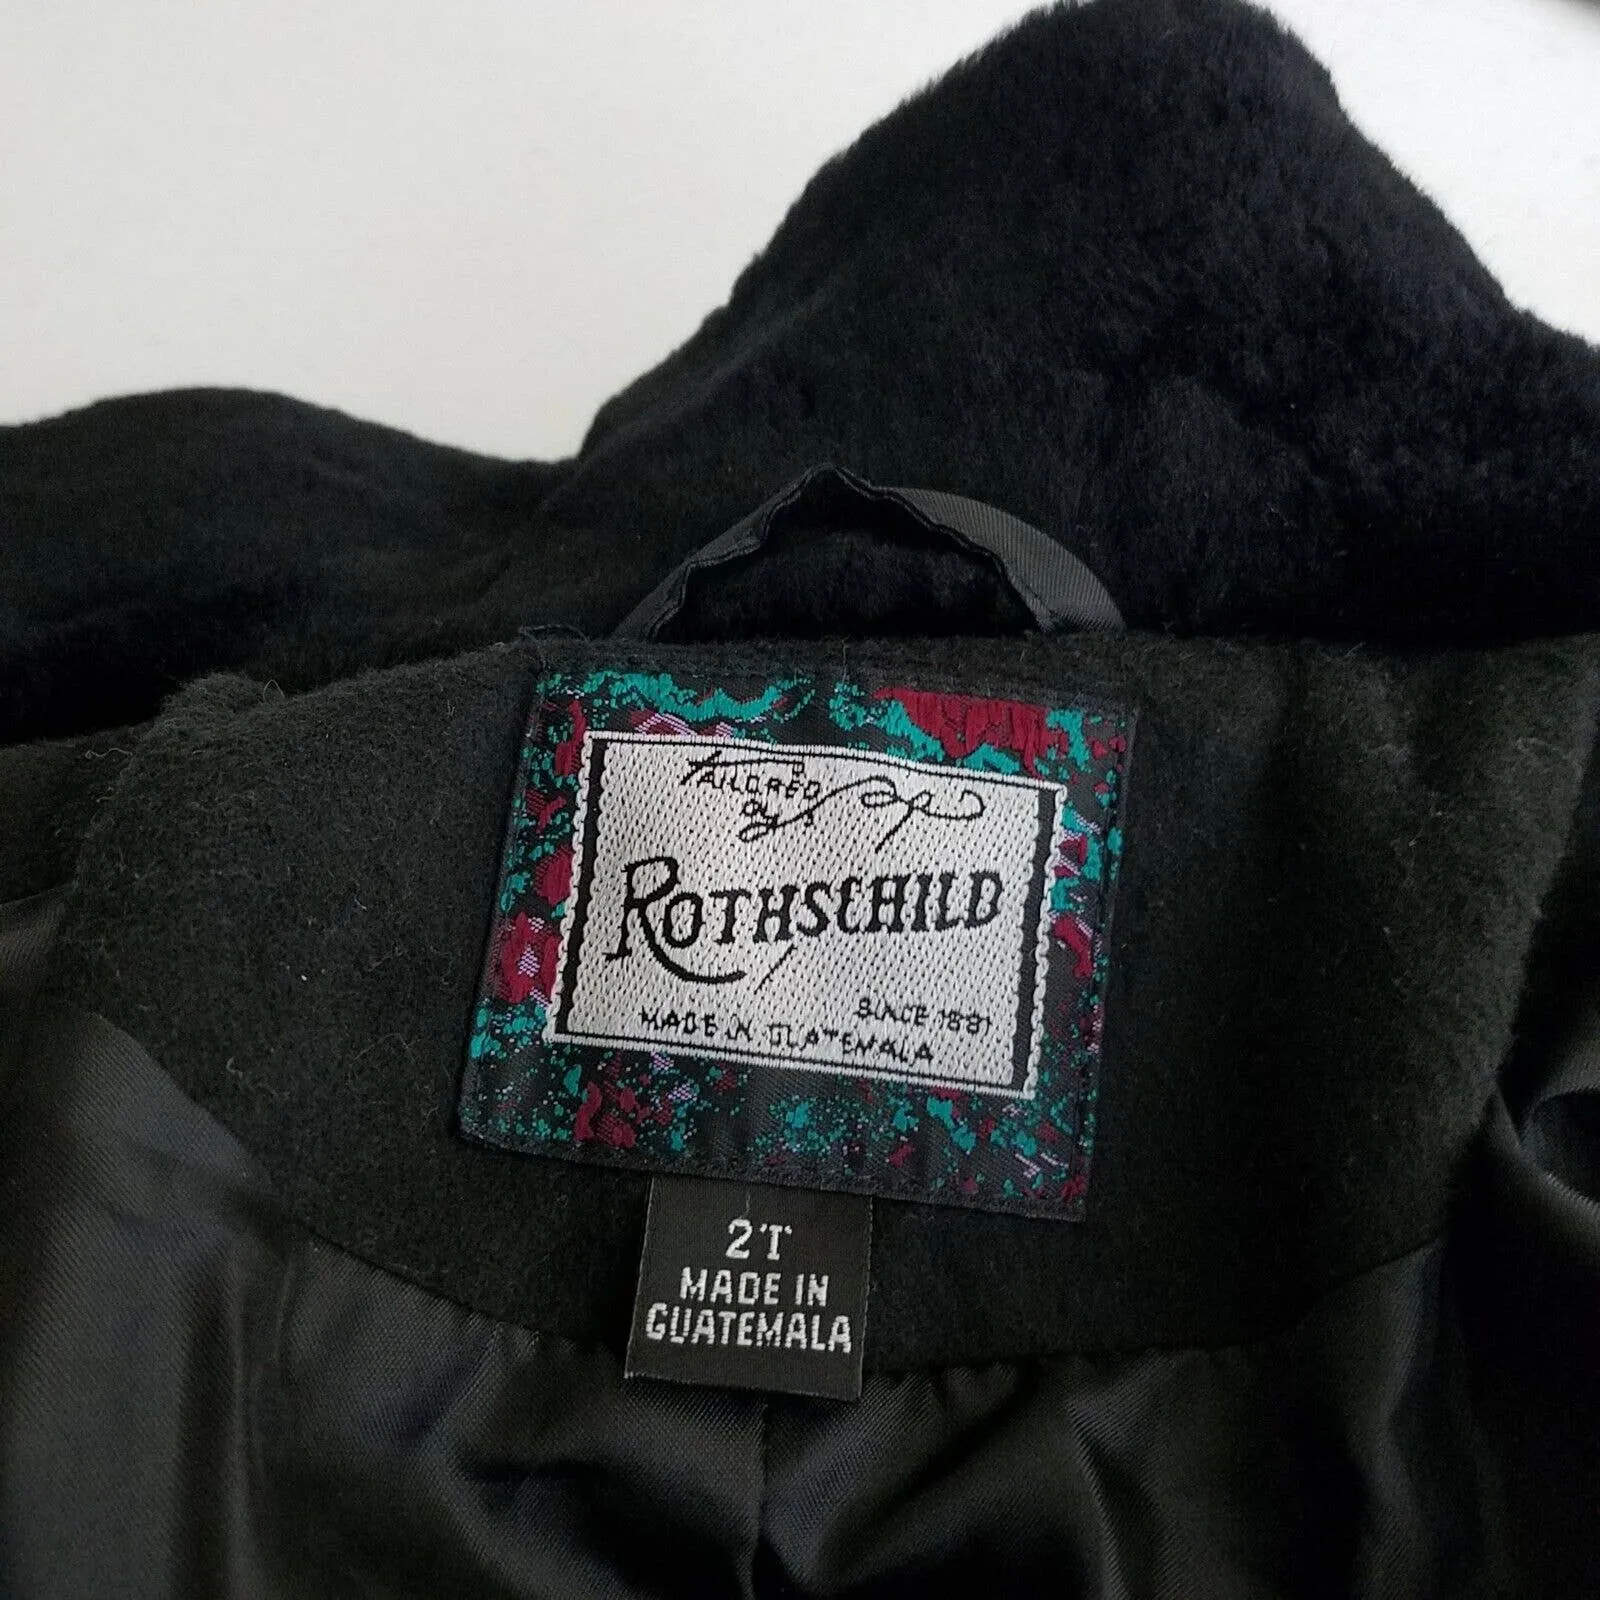 TAILORED
By
ROTHSCHILD
SINCE 1881
MADE IN GUATEMALA
2T
MADE IN
GUATEMALA